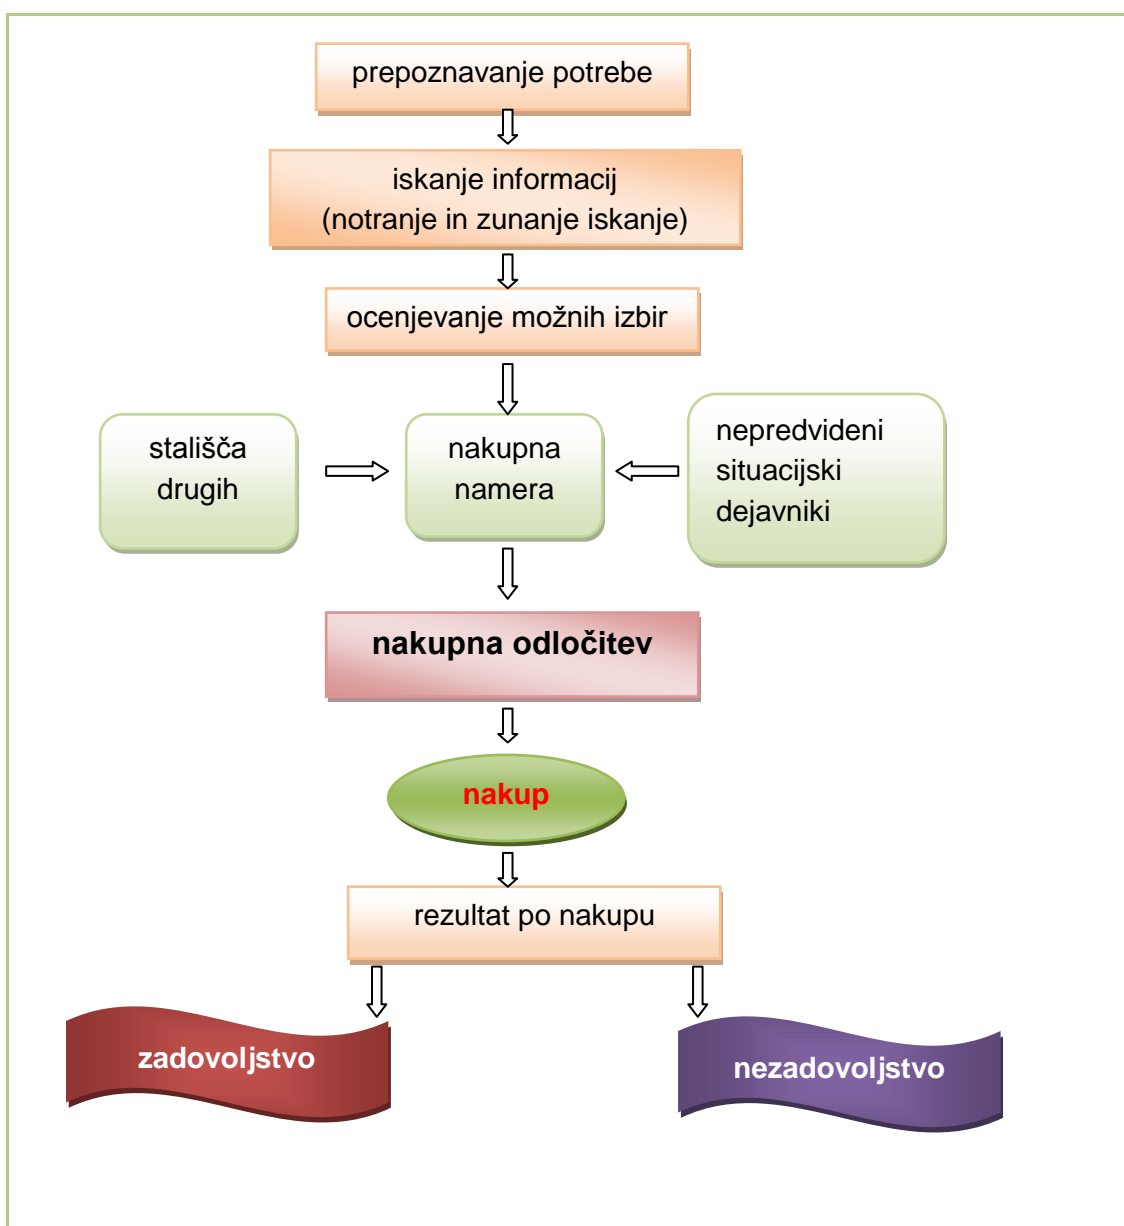 prepoznavanje potrebe
iskanje informacij
(notranje in zunanje iskanje)
ocenjevanje možnih izbir
stališča
drugih
nakupna
namera
nepredvideni
situacijski
dejavniki
nakupna odločitev
nakup
rezultat po nakupu
zadovoljstvo
nezadovoljstvo